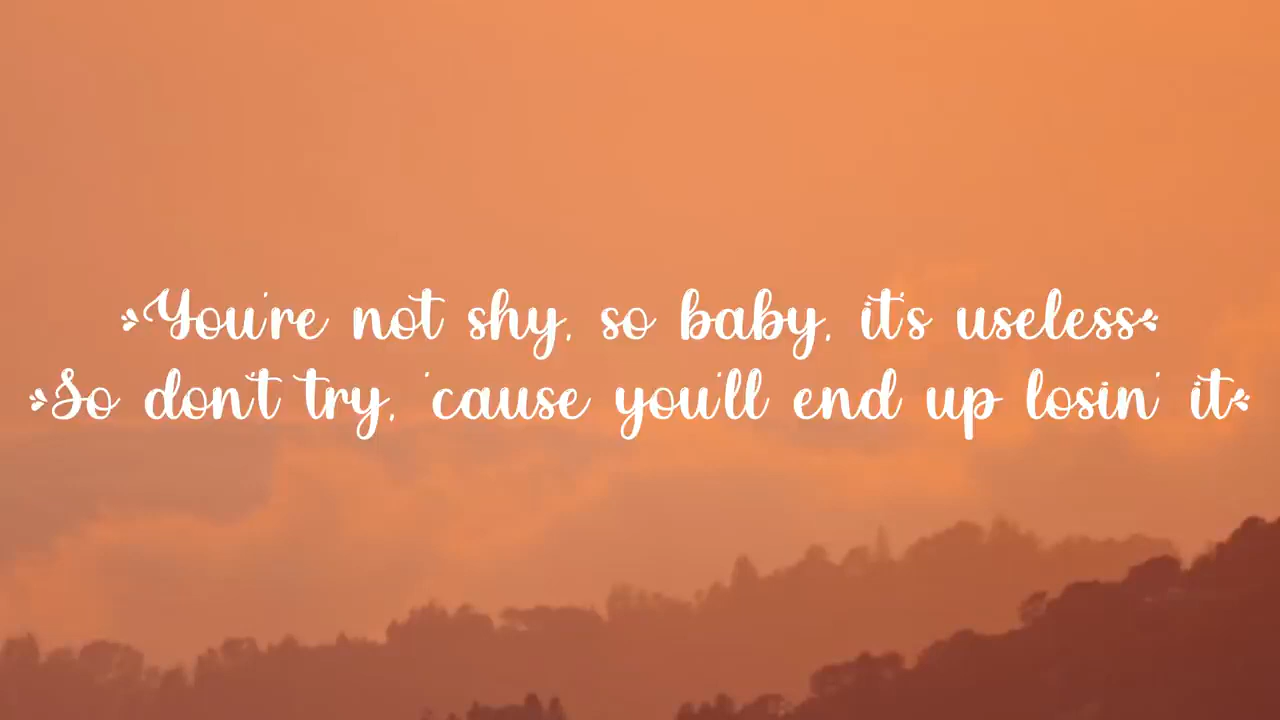 You're not shy, so baby, it's useless
So don't try, 'cause you'll end up losin' it